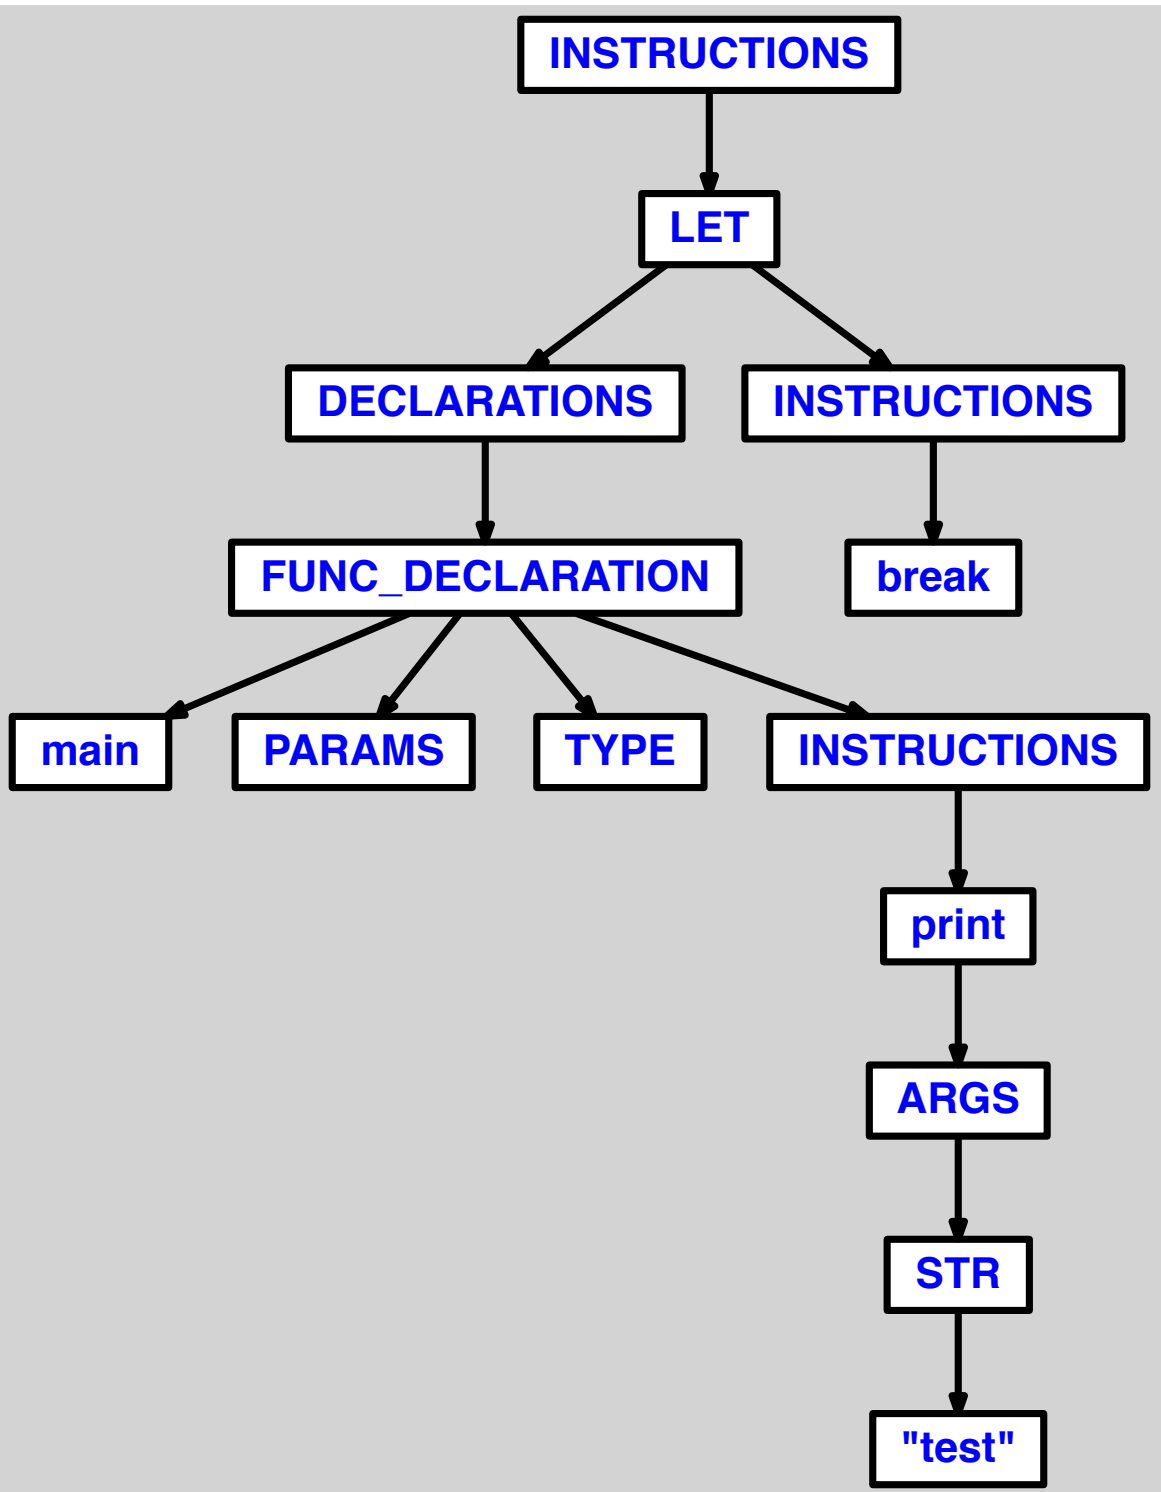 INSTRUCTIONS
LET
DECLARATIONS
INSTRUCTIONS
FUNC_DECLARATION
break
main
PARAMS
TYPE
INSTRUCTIONS
print
ARGS
STR
"test"